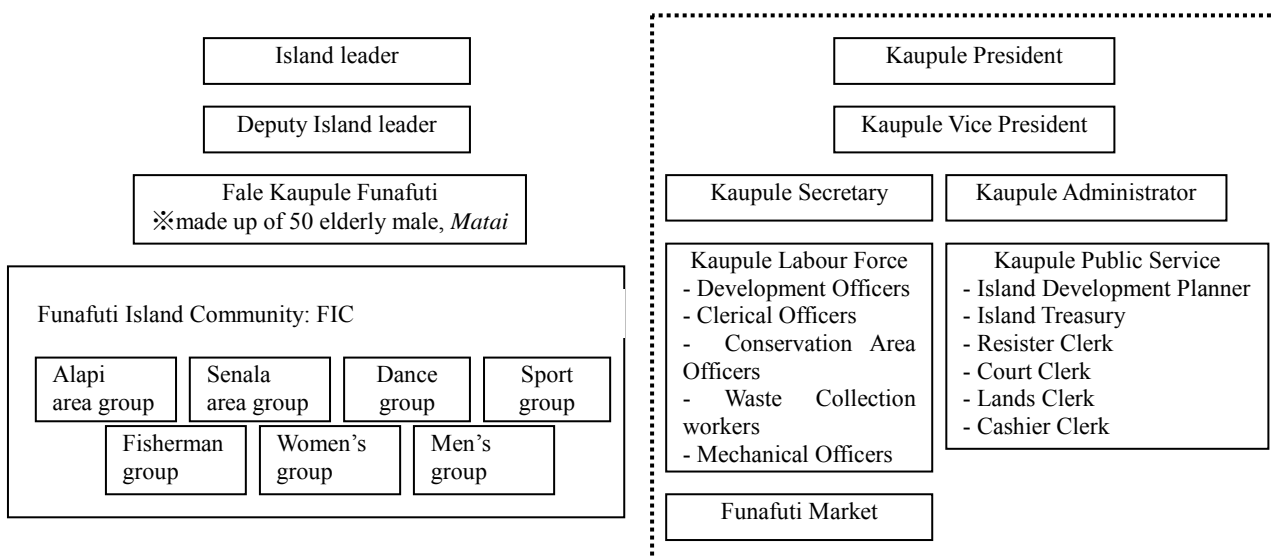 Island leader
Deputy Island leader
Fale Kaupule Funafuti
※made up of 50 elderly male, Matai
Funafuti Island Community: FIC
Alapi
area group
Senala
area group
Dance
group
Sport
group
Fisherman
group
Women's
group
Men's
group
Kaupule President
Kaupule Vice President
Kaupule Secretary
Kaupule Administrator
Kaupule Labour Force
- Development Officers
- Clerical Officers
- Conservation Area
Officers
- Waste Collection
workers
- Mechanical Officers
Kaupule Public Service
- Island Development Planner
- Island Treasury
- Resister Clerk
- Court Clerk
- Lands Clerk
- Cashier Clerk
Funafuti Market